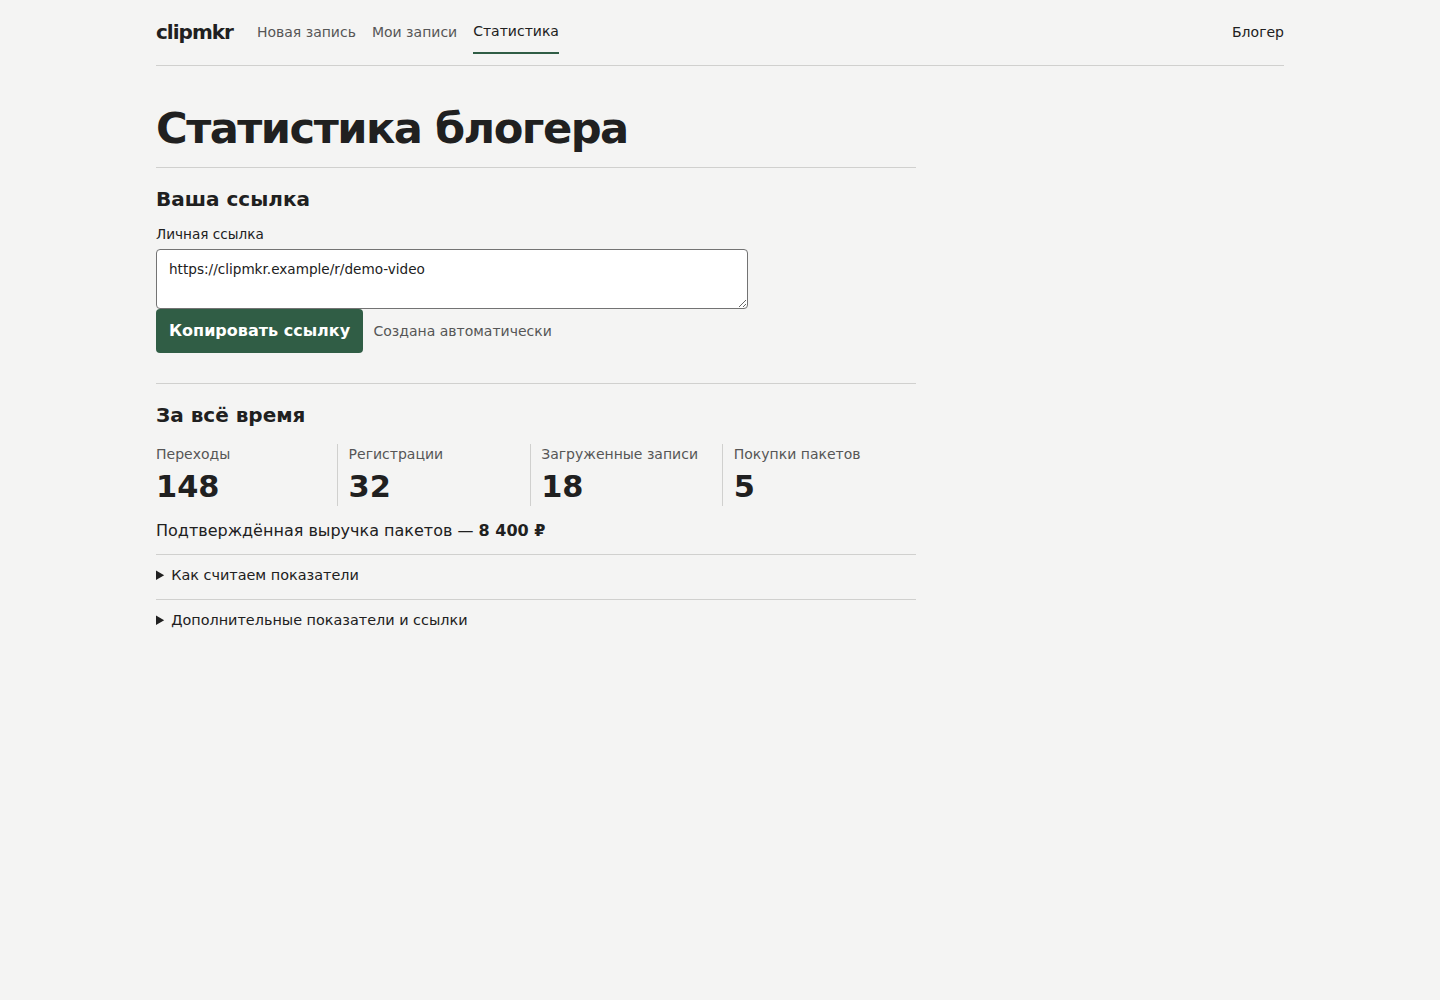 clipmkr Новая запись Мои записи Статистика Блогер
Статистика блогера
Ваша ссылка
Личная ссылка
https://clipmkr.example/r/demo-video
Копировать ссылку Создана автоматически
За всё время
Переходы Регистрации Загруженные записи Покупки пакетов
148 32 18 5
Подтверждённая выручка пакетов — 8 400 ₽
Как считаем показатели
Дополнительные показатели и ссылки